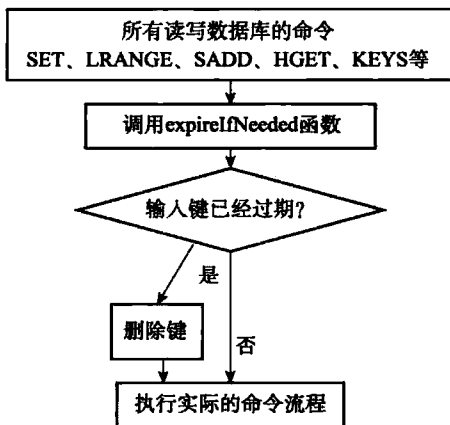 所有读写数据库的命令
SET、LRANGE、SADD、HGET、KEYS等
调用expireIfNeeded函数
输入键已经过期?
是
删除键
否
执行实际的命令流程